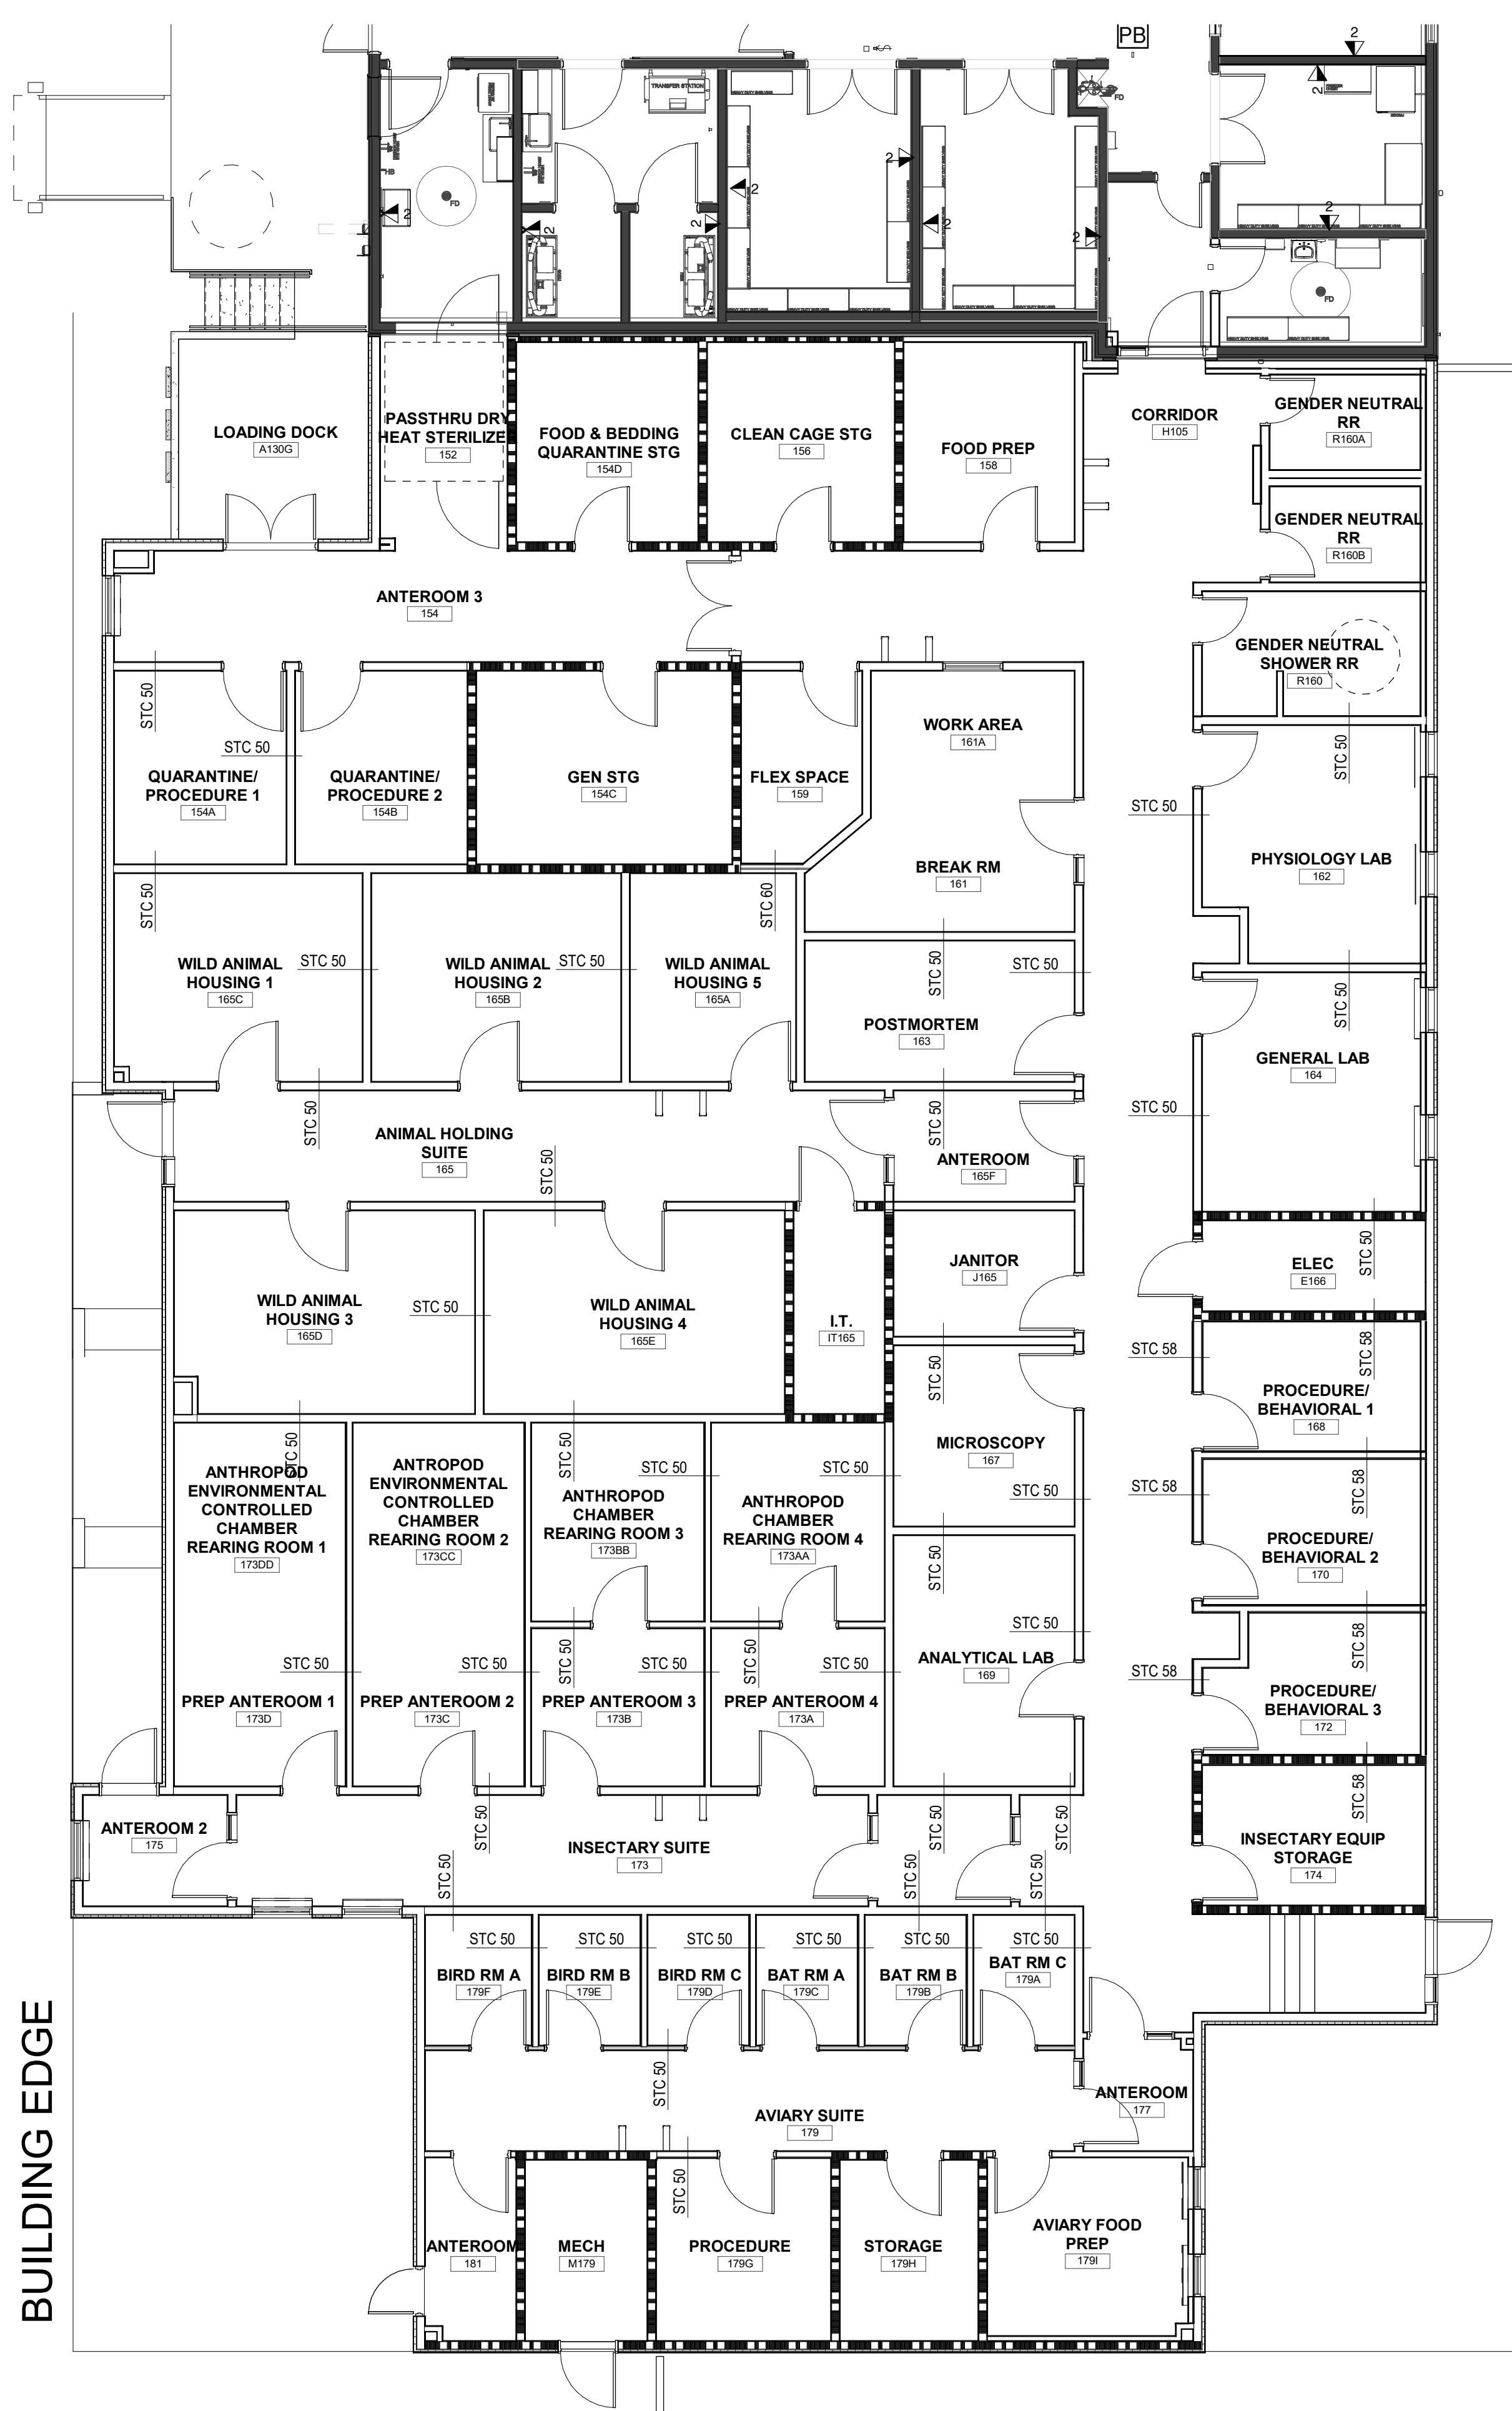 PB
2
2
2
TRANSFER STATION
FD
HB
FD
2
2
2
2
2
2
2
2
FD
LOADING DOCK
A130G
PASSTHRU DRY
HEAT STERILIZE
152
FOOD & BEDDING
QUARANTINE STG
154D
CLEAN CAGE STG
156
FOOD PREP
158
CORRIDOR
H105
GENDER NEUTRAL
RR
R160A
GENDER NEUTRAL
RR
R160B
ANTEROOM 3
154
GENDER NEUTRAL
SHOWER RR
R160
STC 50
STC 50
QUARANTINE/
PROCEDURE 1
154A
QUARANTINE/
PROCEDURE 2
154B
GEN STG
154C
FLEX SPACE
159
WORK AREA
161A
STC 50
STC 50
BREAK RM
161
PHYSIOLOGY LAB
162
STC 50
STC 60
WILD ANIMAL
HOUSING 1
165C
STC 50
WILD ANIMAL
HOUSING 2
165B
STC 50
WILD ANIMAL
HOUSING 5
165A
STC 50
STC 50
POSTMORTEM
163
STC 50
GENERAL LAB
164
STC 50
STC 50
ANIMAL HOLDING
SUITE
165
STC 50
STC 50
ANTEROOM
165F
WILD ANIMAL
HOUSING 3
165D
STC 50
WILD ANIMAL
HOUSING 4
165E
I.T.
IT165
JANITOR
J165
ELEC
E166
STC 50
STC 58
STC 58
PROCEDURE/
BEHAVIORAL 1
168
STC 50
STC 50
STC 50
MICROSCOPY
167
STC 50
ANTHROPOD
ENVIRONMENTAL
CONTROLLED
CHAMBER
REARING ROOM 1
173DD
ANTROPOD
ENVIRONMENTAL
CONTROLLED
CHAMBER
REARING ROOM 2
173CC
STC 50
ANTHROPOD
CHAMBER
REARING ROOM 3
173BB
STC 50
ANTHROPOD
CHAMBER
REARING ROOM 4
173AA
STC 58
STC 58
PROCEDURE/
BEHAVIORAL 2
170
STC 50
STC 50
STC 50
STC 50
STC 58
STC 50
STC 50
STC 50
STC 50
ANALYTICAL LAB
169
STC 58
PREP ANTEROOM 1
173D
PREP ANTEROOM 2
173C
PREP ANTEROOM 3
173B
PREP ANTEROOM 4
173A
PROCEDURE/
BEHAVIORAL 3
172
STC 58
ANTEROOM 2
175
STC 50
INSECTARY SUITE
173
STC 50
STC 50
INSECTARY EQUIP
STORAGE
174
STC 50
STC 50
STC 50
STC 50
STC 50
STC 50
STC 50
STC 50
STC 50
BIRD RM A
179F
BIRD RM B
179E
BIRD RM C
179D
BAT RM A
179C
BAT RM B
179B
BAT RM C
179A
STC 50
AVIARY SUITE
179
ANTEROOM
177
STC 50
ANTEROOM
181
MECH
M179
PROCEDURE
179G
STORAGE
179H
AVIARY FOOD
PREP
179I
BUILDING EDGE